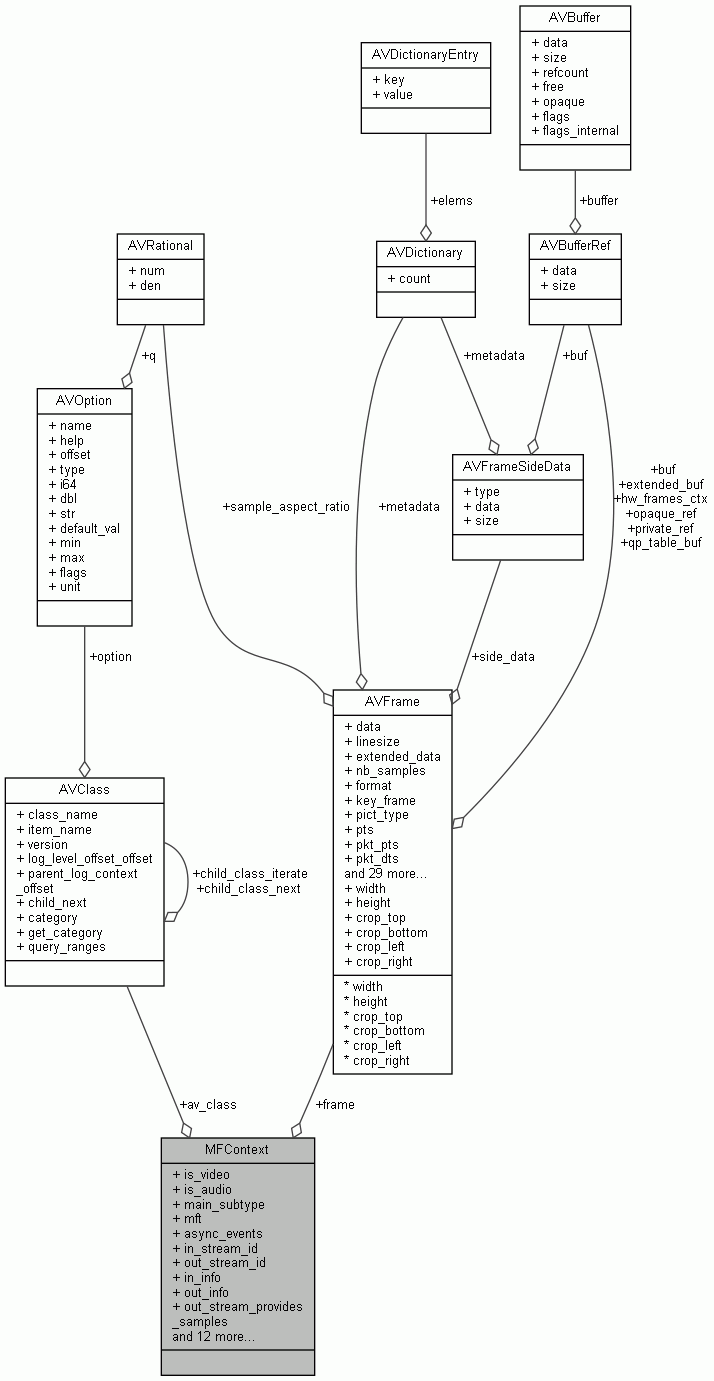 AVBuffer
+ data
+ size
+ refcount
+ free
+ opaque
+ flags
+ flags_internal
AVDictionaryEntry
+ key
+ value
+elems
+buffer
AVRational
+ num
+ den
AVDictionary
+ count
AVBufferRef
+ data
+ size
+q
+metadata
+buf
AVOption
+ name
+ help
+ offset
+ type
+ i64
+ dbl
+ str
+ default_val
+ min
+ max
+ flags
+ unit
AVFrameSideData
+ type
+ data
+ size
+sample_aspect_ratio
+metadata
+buf
+extended_buf
+hw_frames_ctx
+opaque_ref
+private_ref
+qp_table_buf
+option
+side_data
AVFrame
+ data
+ linesize
+ extended_data
+ nb_samples
+ format
+ key_frame
+ pict_type
+ pts
+ pkt_pts
+ pkt_dts
and 29 more...
+ width
+ height
+ crop_top
+ crop_bottom
+ crop_left
+ crop_right
* width
* height
* crop_top
* crop_bottom
* crop_left
* crop_right
AVClass
+ class_name
+ item_name
+ version
+ log_level_offset_offset
+ parent_log_context
_offset
+ child_next
+ category
+ get_category
+ query_ranges
+child_class_iterate
+child_class_next
+av_class
+frame
MFContext
+ is_video
+ is_audio
+ main_subtype
+ mft
+ async_events
+ in_stream_id
+ out_stream_id
+ in_info
+ out_info
+ out_stream_provides
_samples
and 12 more...